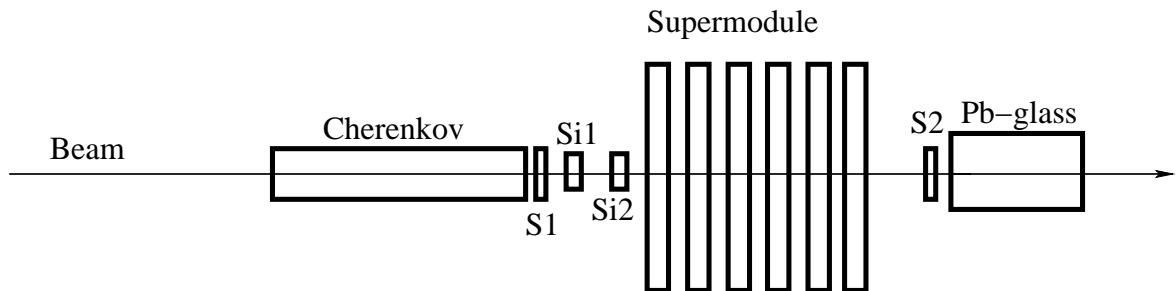 Supermodule
Pb−glass
S2
Cherenkov
Si1
Beam
Si2
S1